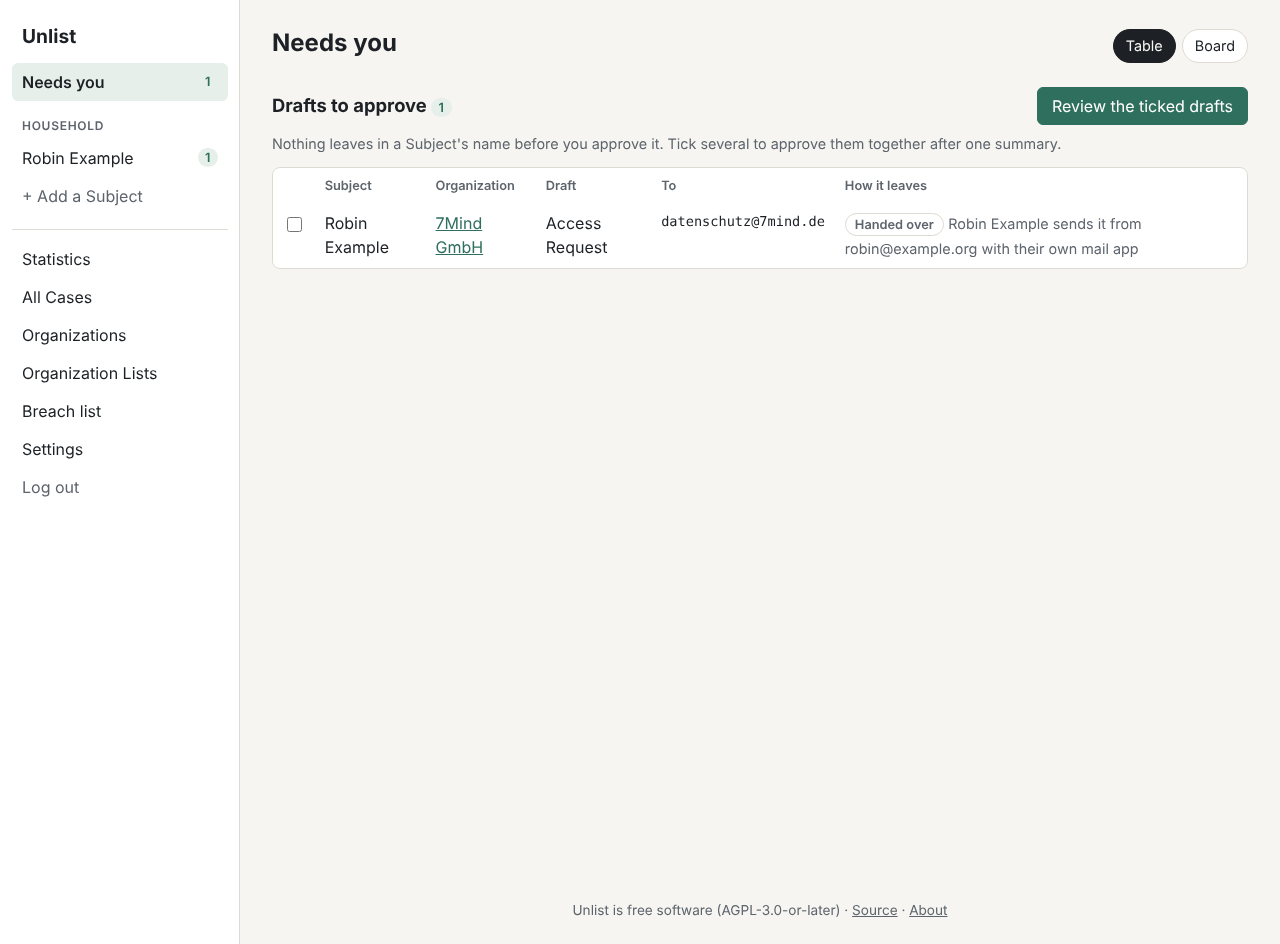 Unlist
Needs you 1
HOUSEHOLD
Robin Example 1
+ Add a Subject
Statistics
All Cases
Organizations
Organization Lists
Breach list
Settings
Log out
Needs you
Table Board
Drafts to approve 1
Review the ticked drafts
Nothing leaves in a Subject's name before you approve it. Tick several to approve them together after one summary.
Subject Organization Draft To How it leaves
Robin 7Mind Access datenschutz@7mind.de Handed over Robin Example sends it from
Example GmbH Request robin@example.org with their own mail app
Unlist is free software (AGPL-3.0-or-later) · Source · About